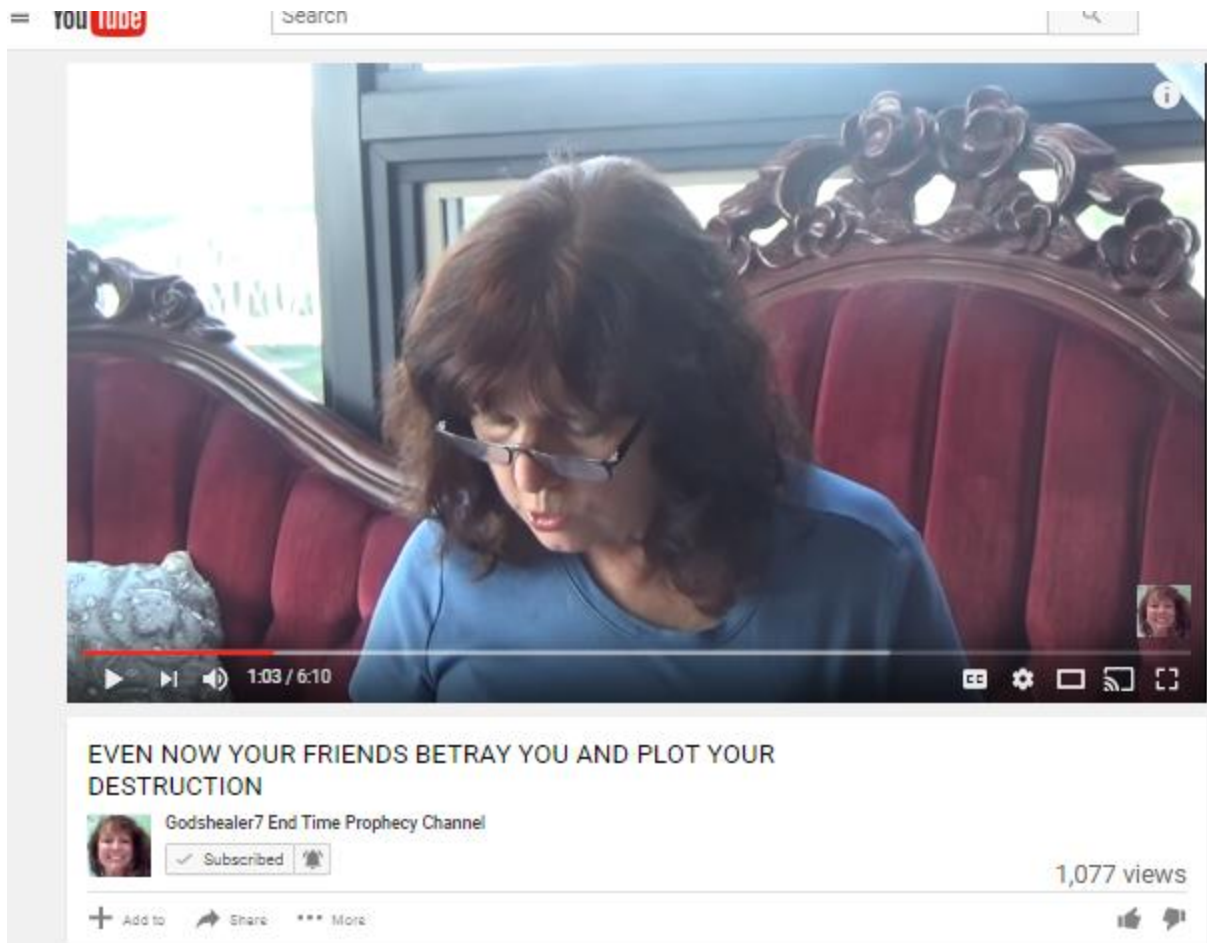 YouTube
Search
1:03 / 6:10
CC
EVEN NOW YOUR FRIENDS BETRAY YOU AND PLOT YOUR
DESTRUCTION
Godshealer7 End Time Prophecy Channel
Subscribed
1,077 views
Add to Share More